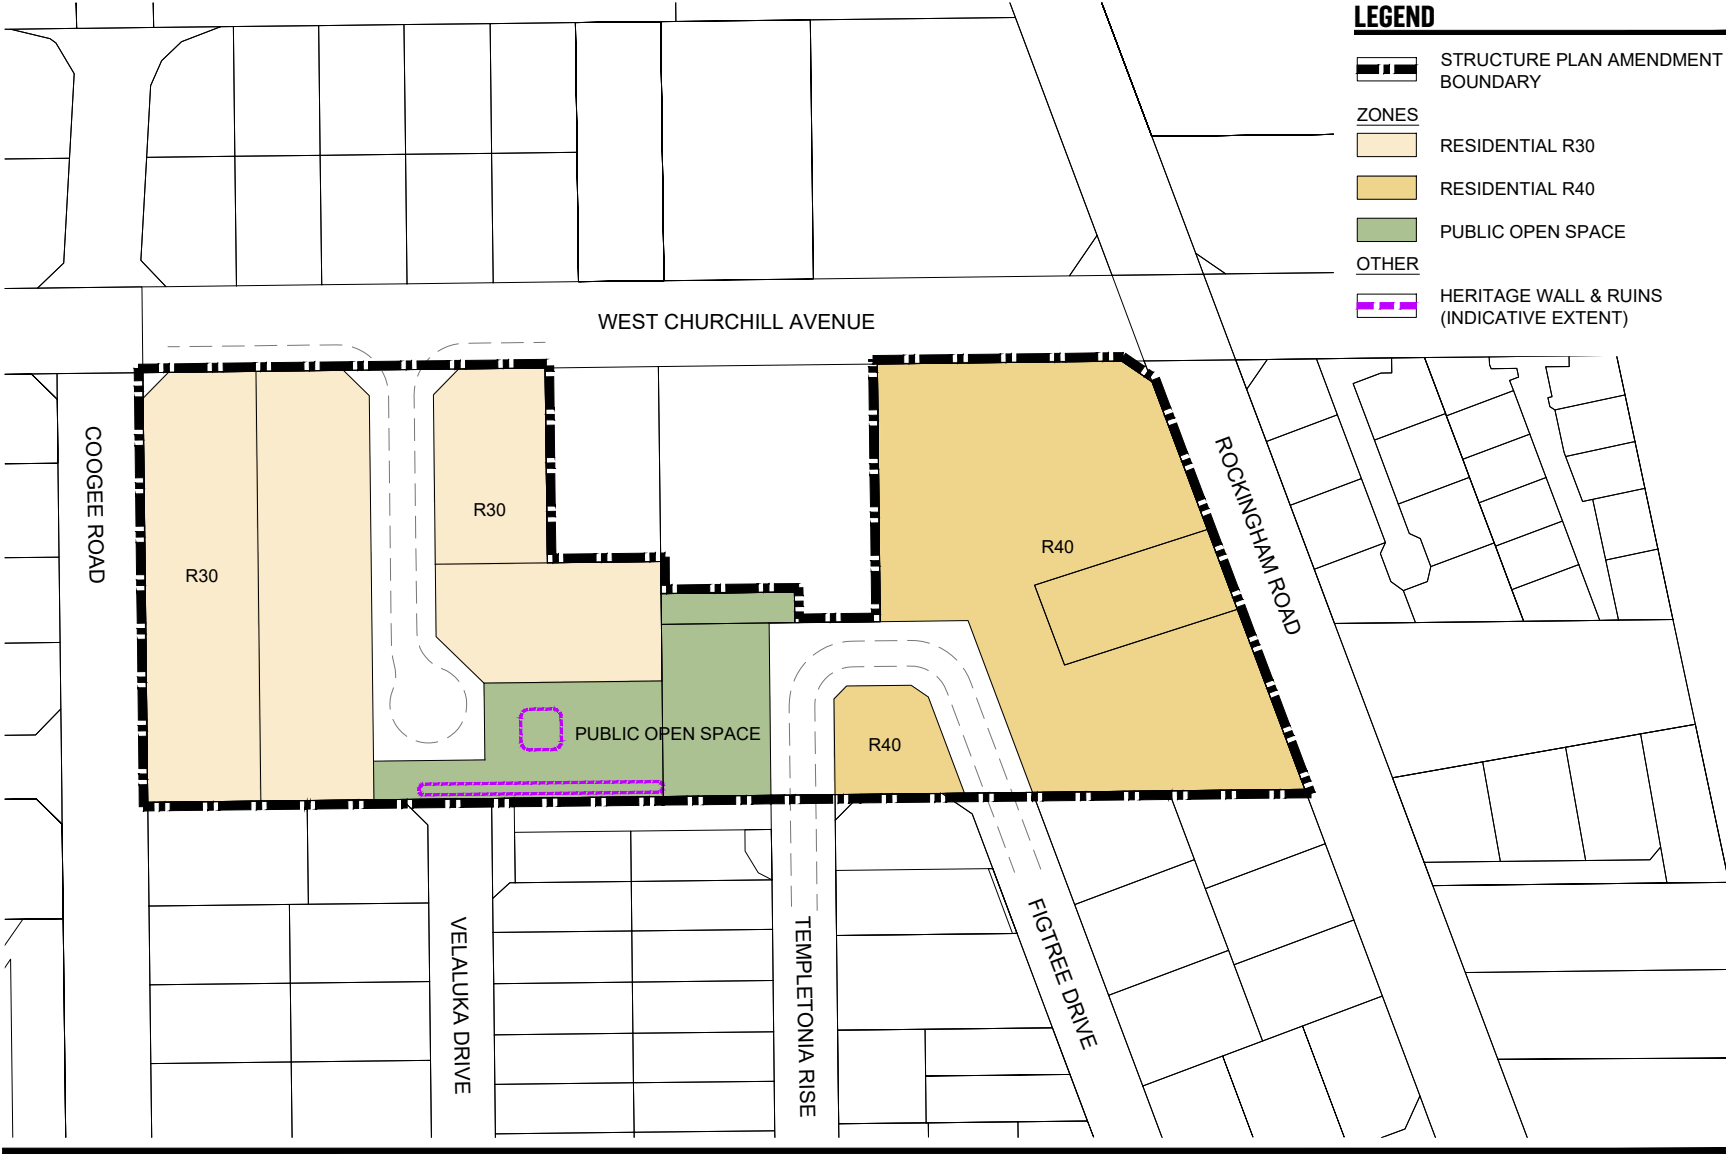 LEGEND
STRUCTURE PLAN AMENDMENT
BOUNDARY
ZONES
RESIDENTIAL R30
RESIDENTIAL R40
PUBLIC OPEN SPACE
OTHER
HERITAGE WALL & RUINS
(INDICATIVE EXTENT)
WEST CHURCHILL AVENUE
COOGEE ROAD
ROCKINGHAM ROAD
R30
R30
R40
R40
PUBLIC OPEN SPACE
VELALUKA DRIVE
TEMPLETONIA RISE
FIGTREE DRIVE